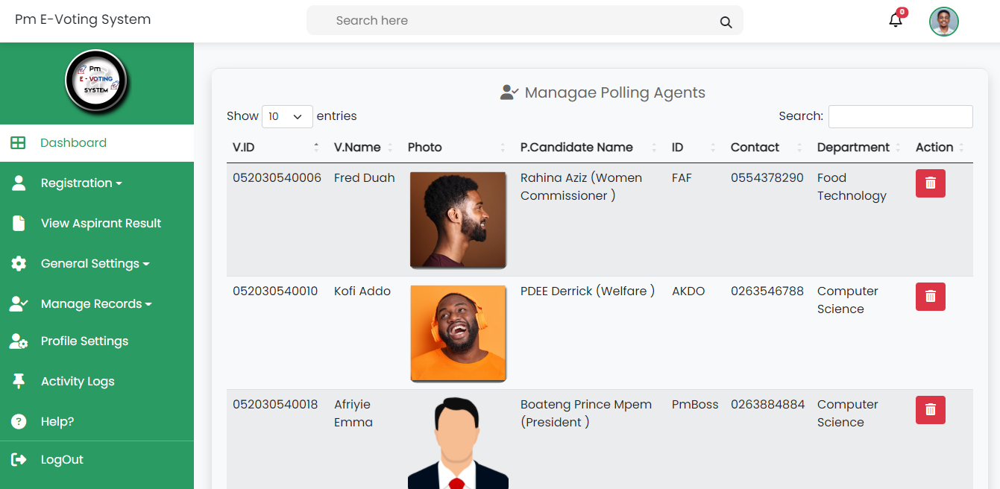 Pm E-Voting System
Search here
0
Pm
E - VOTING
SYSTEM
Dashboard
Registration
View Aspirant Result
General Settings
Manage Records
Profile Settings
Activity Logs
?
Help?
LogOut
Managae Polling Agents
Show 10 entries
Search:
V.ID V.Name Photo P.Candidate Name ID Contact Department Action
052030540006 Fred Duah Rahina Aziz (Women FAF 0554378290 Food
Commissioner ) Technology
052030540010 Kofi Addo PDEE Derrick (Welfare ) AKDO 0263546788 Computer
Science
052030540018 Afriyie Boateng Prince Mpem PmBoss 0263884884 Computer
Emma (President ) Science